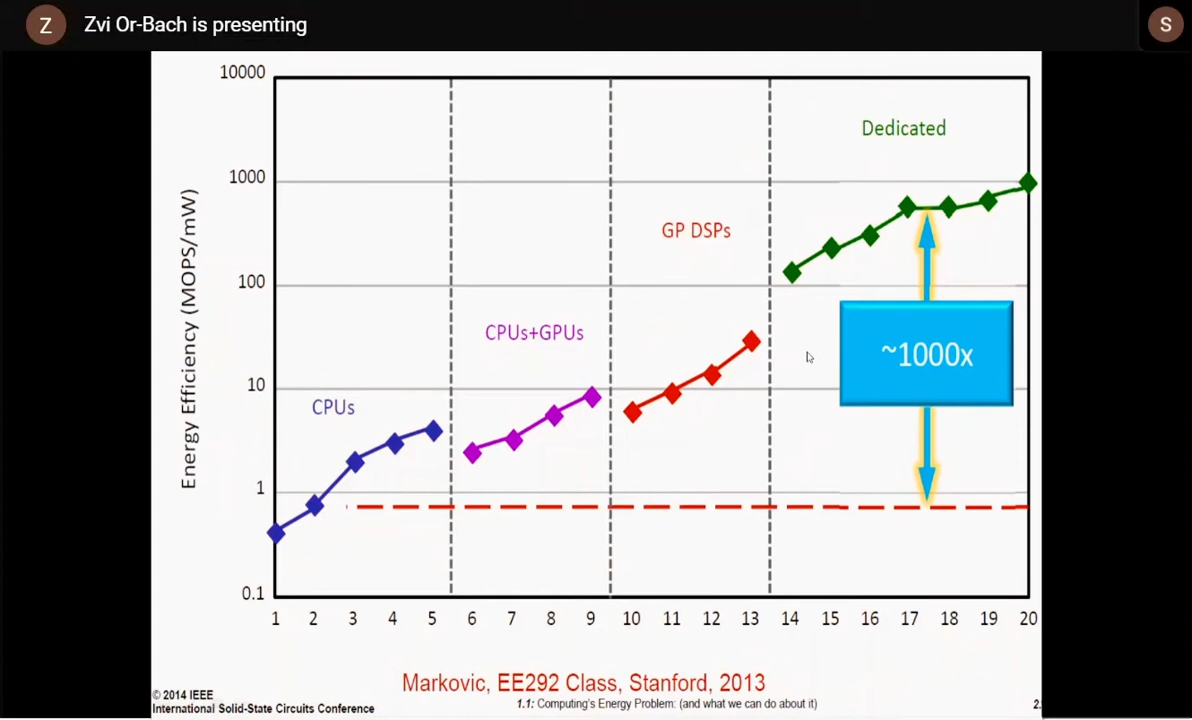 Z
Zvi Or-Bach is presenting
S
10000
Dedicated
1000
GP DSPs
100
CPUs+GPUs
~1000x
10
CPUs
1
0.1
Energy Efficiency (MOPS/mW)
1 2 3 4 5 6 7 8 9 10 11 12 13 14 15 16 17 18 19 20
Markovic, EE292 Class, Stanford, 2013
© 2014 IEEE
International Solid-State Circuits Conference
1.1: Computing's Energy Problem: (and what we can do about it)
2